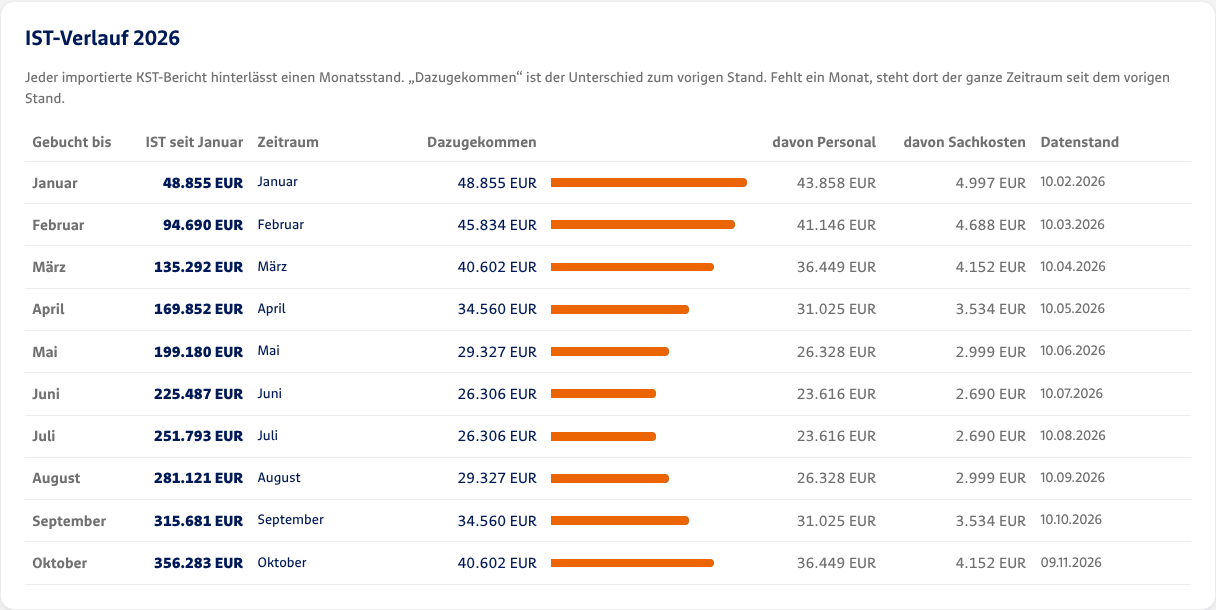 IST-Verlauf 2026
Jeder importierte KST-Bericht hinterlässt einen Monatsstand. „Dazugekommen“ ist der Unterschied zum vorigen Stand. Fehlt ein Monat, steht dort der ganze Zeitraum seit dem vorigen
Stand.
Gebucht bis IST seit Januar Zeitraum Dazugekommen davon Personal davon Sachkosten Datenstand
Januar 48.855 EUR Januar 48.855 EUR 43.858 EUR 4.997 EUR 10.02.2026
Februar 94.690 EUR Februar 45.834 EUR 41.146 EUR 4.688 EUR 10.03.2026
März 135.292 EUR März 40.602 EUR 36.449 EUR 4.152 EUR 10.04.2026
April 169.852 EUR April 34.560 EUR 31.025 EUR 3.534 EUR 10.05.2026
Mai 199.180 EUR Mai 29.327 EUR 26.328 EUR 2.999 EUR 10.06.2026
Juni 225.487 EUR Juni 26.306 EUR 23.616 EUR 2.690 EUR 10.07.2026
Juli 251.793 EUR Juli 26.306 EUR 23.616 EUR 2.690 EUR 10.08.2026
August 281.121 EUR August 29.327 EUR 26.328 EUR 2.999 EUR 10.09.2026
September 315.681 EUR September 34.560 EUR 31.025 EUR 3.534 EUR 10.10.2026
Oktober 356.283 EUR Oktober 40.602 EUR 36.449 EUR 4.152 EUR 09.11.2026